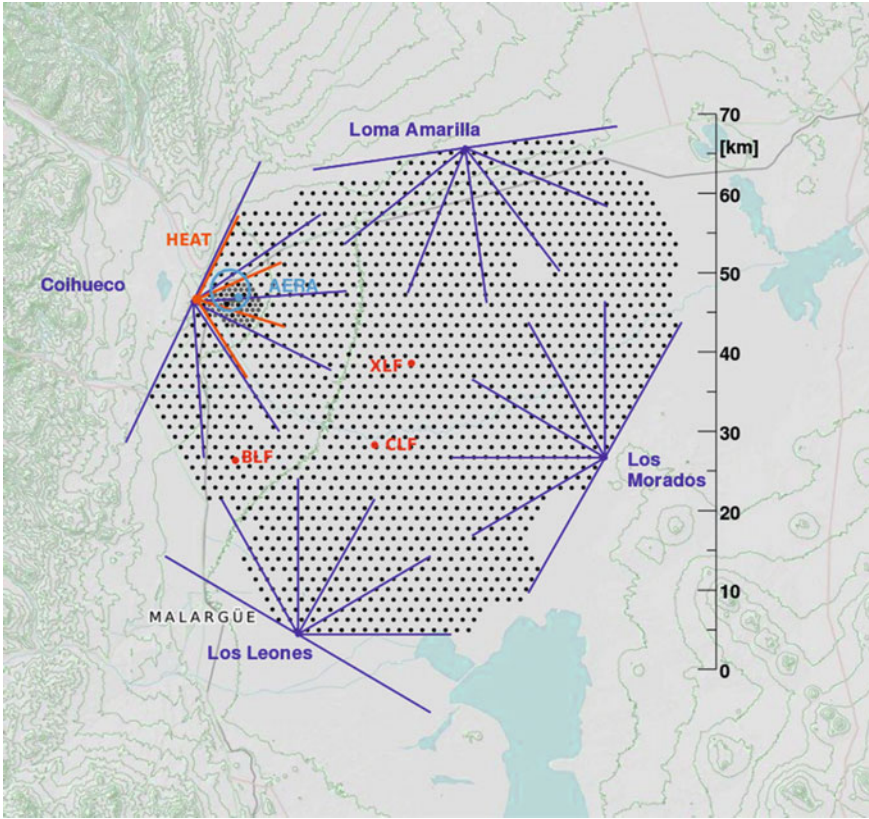 70
Loma Amarilla
[km]
60
HEAT
50
Coihueco
AERA
40
XLF
30
CLF
BLF
Los
Morados
20
10
MALARGÜE
Los Leones
0